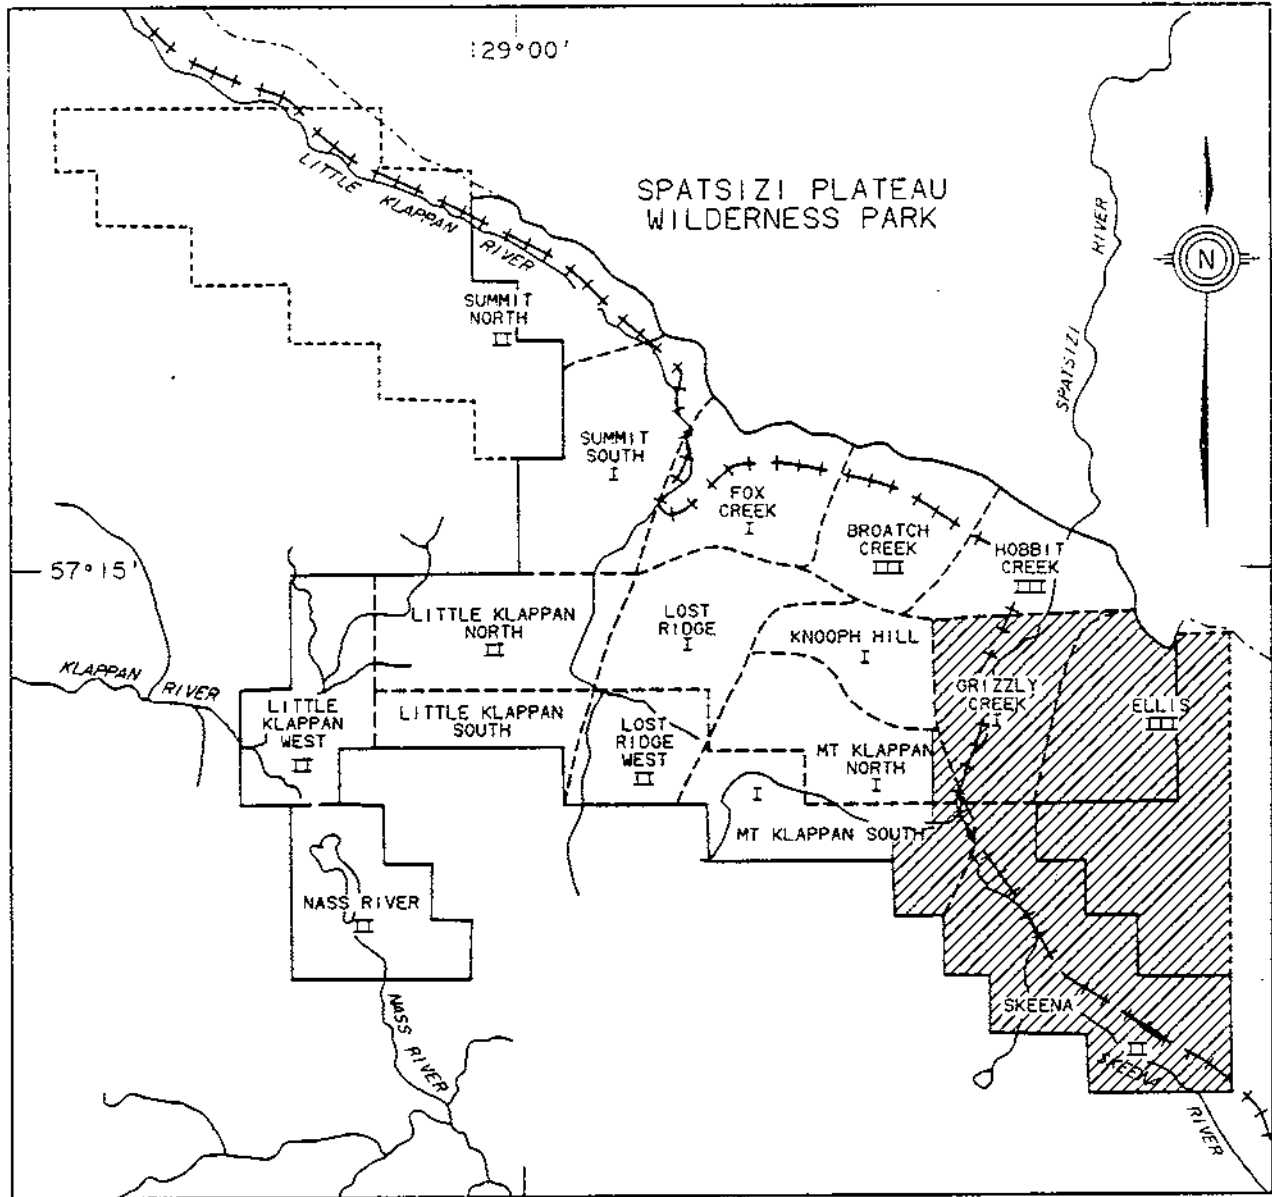 129°00'
SPATSIZI PLATEAU
WILDERNESS PARK
LITTLE KLAPPAN RIVER
SPATSIZI RIVER
N
SUMMIT
NORTH
II
SUMMIT
SOUTH
I
FOX
CREEK
I
BROATCH
CREEK
III
HOBBIT
CREEK
III
57°15'
LITTLE KLAPPAN
NORTH
II
LOST
RIDGE
I
KNOOPH HILL
I
KLAPPAN RIVER
LITTLE
KLAPPAN
WEST
II
LITTLE KLAPPAN
SOUTH
LOST
RIDGE
WEST
II
GRIZZLY
CREEK
I
ELLIS
III
MT KLAPPAN
NORTH
I
I
MT KLAPPAN SOUTH
NASS RIVER
II
NASS RIVER
SKEENA
II
SKEENA RIVER